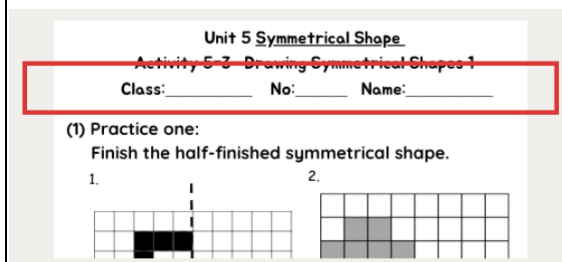 Unit 5 Symmetrical Shape
Activity 5-3 Drawing Symmetrical Shapes 1
Class:__________ No:______ Name:__________
(1) Practice one:
Finish the half-finished symmetrical shape.
1. 2.